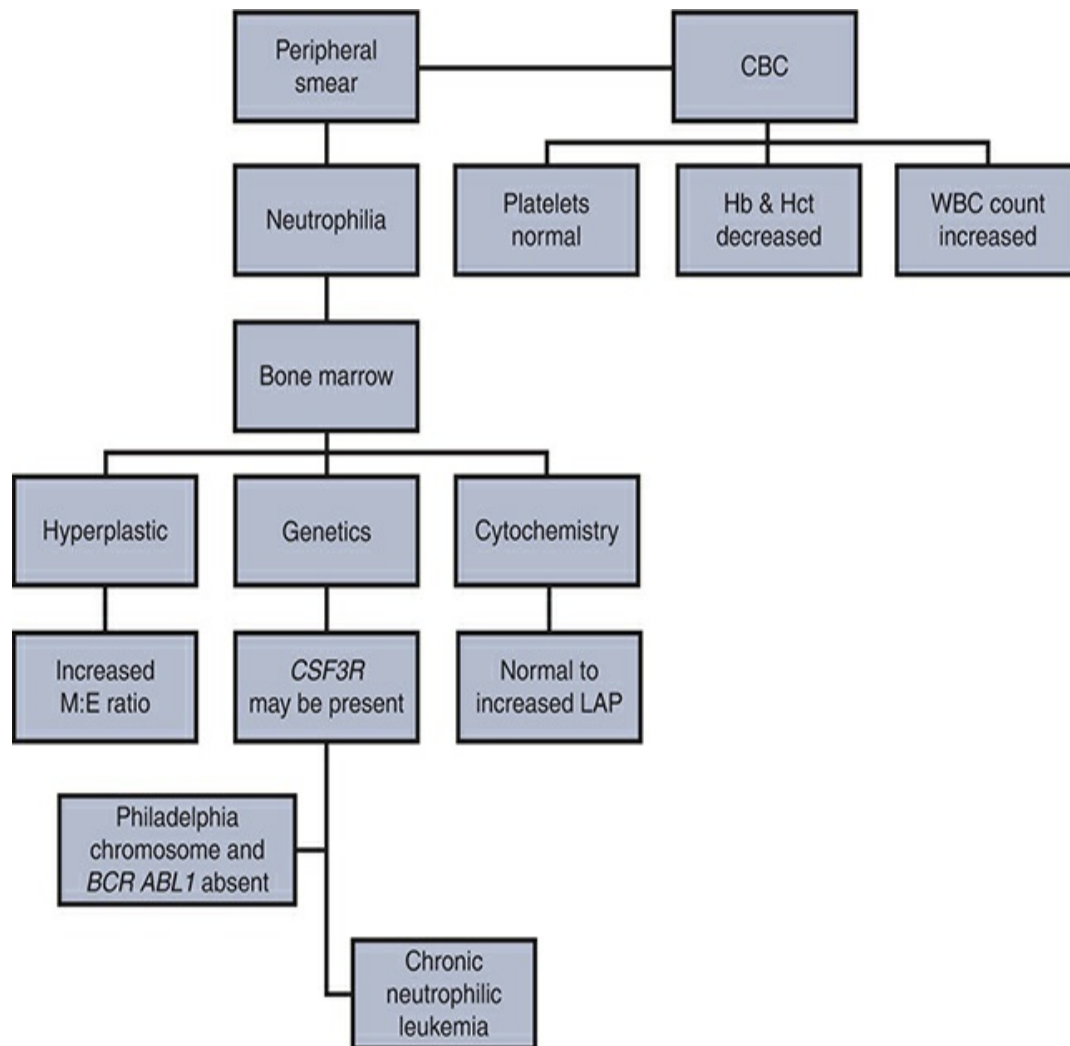 Peripheral
smear
CBC
Neutrophilia
Platelets
normal
Hb & Hct
decreased
WBC count
increased
Bone marrow
Hyperplastic
Genetics
Cytochemistry
Increased
M:E ratio
CSF3R
may be present
Normal to
increased LAP
Philadelphia
chromosome and
BCR ABL1 absent
Chronic
neutrophilic
leukemia